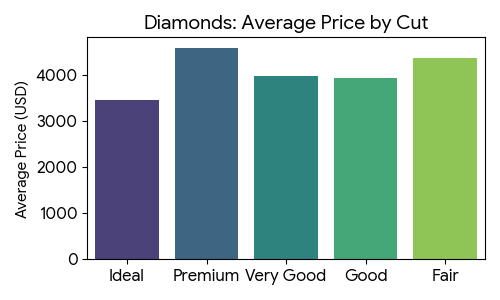 Diamonds: Average Price by Cut
Average Price (USD)
4000
3000
2000
1000
0
Ideal Premium Very Good Good Fair